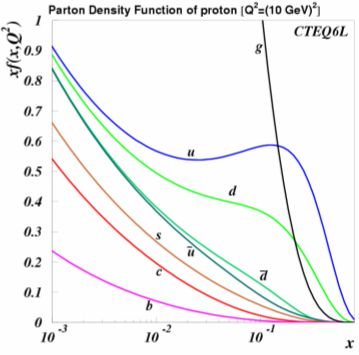 Parton Density Function of proton [Q²=(10 GeV)²]
xf(x,Q²)
CTEQ6L
1
0.9
0.8
0.7
0.6
0.5
0.4
0.3
0.2
0.1
0
g
u
d
s
ū
c
d̅
b
10⁻³
10⁻²
10⁻¹
x